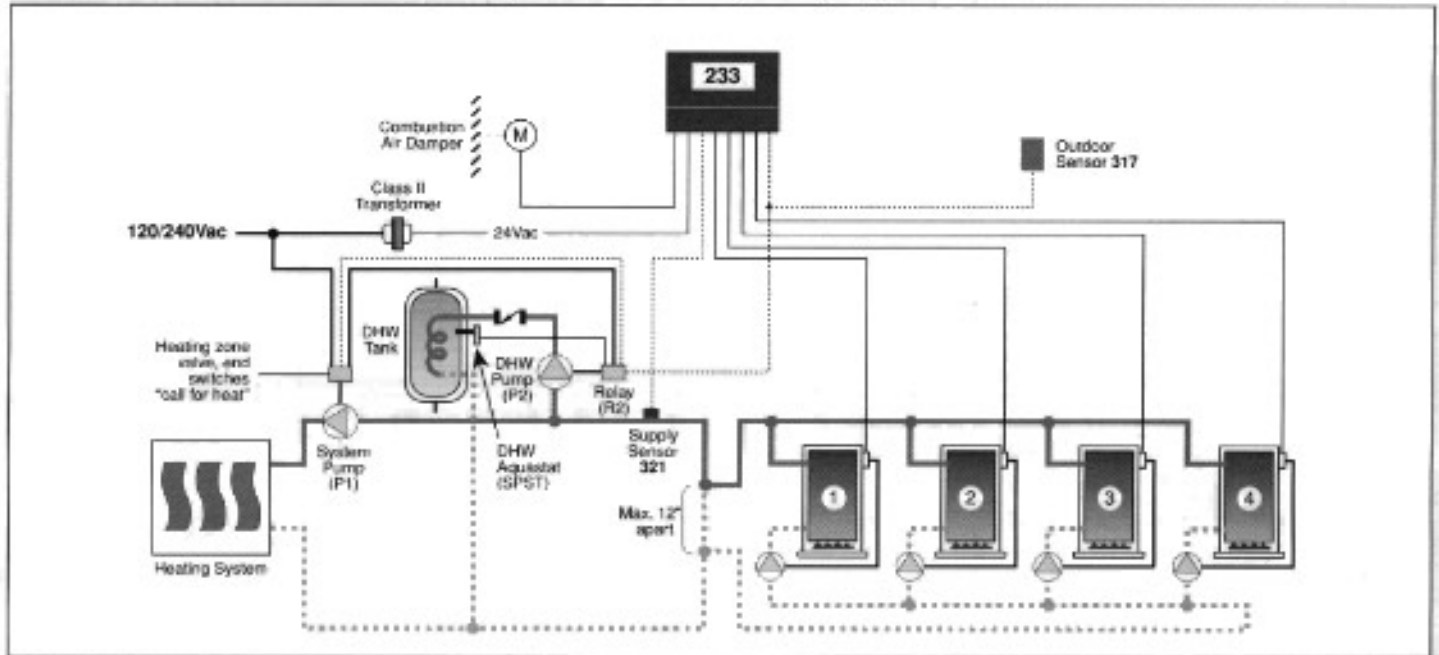 233
Combustion
Air Damper
M
Outdoor
Sensor 317
Class II
Transformer
120/240Vac
24Vac
DHW
Tank
Heating zone
valve, end
switches
"call for heat"
DHW
Pump
(P2)
Relay
(R2)
System
Pump
(P1)
DHW
Aquastat
(SPST)
Supply
Sensor
321
Max. 12"
apart
1
2
3
4
Heating System